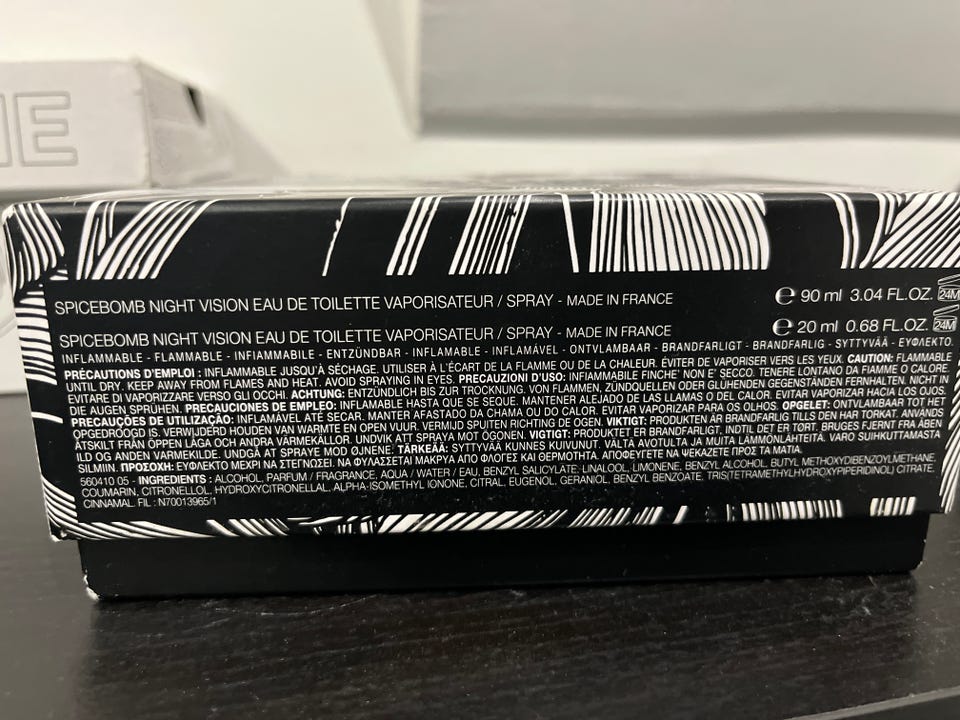 IE
SPICEBOMB NIGHT VISION EAU DE TOILETTE VAPORISATEUR / SPRAY - MADE IN FRANCE ℮ 90 ml 3.04 FL.OZ. 24M
SPICEBOMB NIGHT VISION EAU DE TOILETTE VAPORISATEUR / SPRAY - MADE IN FRANCE ℮ 20 ml 0.68 FL.OZ. 24M
INFLAMMABLE - FLAMMABLE - INFIAMMABILE - ENTZÜNDBAR - INFLAMABLE - INFLAMÁVEL - ONTVLAMBAAR - BRANDFARLIGT - BRANDFARLIG - SYTTYVÄÄ - ΕΥΦΛΕΚΤΟ.
PRÉCAUTIONS D'EMPLOI : INFLAMMABLE JUSQU'À SÉCHAGE. UTILISER À L'ÉCART DE LA FLAMME OU DE LA CHALEUR. ÉVITER DE VAPORISER VERS LES YEUX. CAUTION: FLAMMABLE
UNTIL DRY. KEEP AWAY FROM FLAMES AND HEAT. AVOID SPRAYING IN EYES. PRECAUZIONI D'USO: INFIAMMABILE FINCHE' NON E' SECCO. TENERE LONTANO DA FIAMME O CALORE
EVITARE DI VAPORIZZARE VERSO GLI OCCHI. ACHTUNG: ENTZÜNDLICH BIS ZUR TROCKNUNG. VON FLAMMEN, ZÜNDQUELLEN ODER GLÜHENDEN GEGENSTÄNDEN FERNHALTEN. NICHT IN
DIE AUGEN SPRÜHEN. PRECAUCIONES DE EMPLEO: INFLAMABLE HASTA QUE SE SEQUE. MANTENER ALEJADO DE LAS LLAMAS O DEL CALOR. EVITAR VAPORIZAR HACIA LOS OJOS.
PRECAUÇÕES DE UTILIZAÇÃO: INFLAMÁVEL ATÉ SECAR. MANTER AFASTADO DA CHAMA OU DO CALOR. EVITAR VAPORIZAR PARA OS OLHOS. OPGELET: ONTVLAMBAAR TOT HET
OPGEDROOGD IS. VERWIJDERD HOUDEN VAN WARMTE EN OPEN VUUR. VERMIJD SPUITEN RICHTING DE OGEN. VIKTIGT: PRODUKTEN ÄR BRANDFARLIG TILLS DEN HAR TORKAT. ANVÄNDS
ÅTSKILT FRÅN ÖPPEN LÅGA OCH ANDRA VÄRMEKÄLLOR. UNDVIK ATT SPRAYA MOT ÖGONEN. VIGTIGT: PRODUKTET ER BRANDFARLIGT, INDTIL DET ER TØRT. BRUGES FJERNT FRA ÅBEN
ILD OG ANDEN VARMEKILDE. UNDGÅ AT SPRAYE MOD ØJNENE. TÄRKEÄÄ: SYTTYVÄÄ KUNNES KUIVUNUT. VÄLTÄ AVOTULTA JA MUITA LÄMMÖNLÄHTEITÄ. VARO SUIHKUTTAMASTA
SILMIIN. ΠΡΟΣΟΧΗ: ΕΥΦΛΕΚΤΟ ΜΕΧΡΙ ΝΑ ΣΤΕΓΝΩΣΕΙ. ΝΑ ΦΥΛΑΣΣΕΤΑΙ ΜΑΚΡΥΑ ΑΠΟ ΦΛΟΓΕΣ ΚΑΙ ΘΕΡΜΟΤΗΤΑ. ΑΠΟΦΕΥΓΕΤΕ ΝΑ ΨΕΚΑΖΕΤΕ ΠΡΟΣ ΤΑ ΜΑΤΙΑ.
560410 05 - INGREDIENTS : ALCOHOL, PARFUM / FRAGRANCE, AQUA / WATER / EAU, BENZYL SALICYLATE, LINALOOL, LIMONENE, BENZYL ALCOHOL, BUTYL METHOXYDIBENZOYLMETHANE,
COUMARIN, CITRONELLOL, HYDROXYCITRONELLAL, ALPHA-ISOMETHYL IONONE, CITRAL, EUGENOL, GERANIOL, BENZYL BENZOATE, TRIS(TETRAMETHYLHYDROXYPIPERIDINOL) CITRATE,
CINNAMAL. FIL : N70013965/1